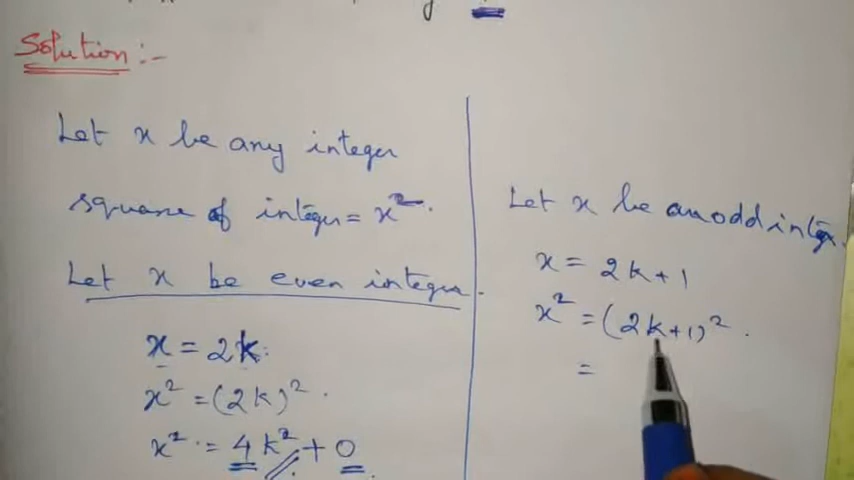 Solution :-
Let x be any integer
square of integer = x².
Let x be even integer.
x = 2k.
x² = (2k)².
x² = 4k² + 0.
Let x be an odd integer.
x = 2k+1
x² = (2k+1)².
=